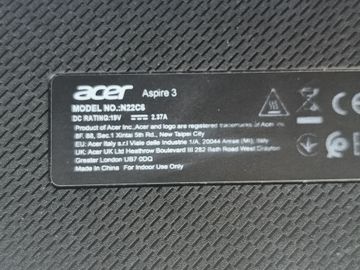 acer Aspire 3
MODEL NO.:N22C6
DC RATING:19V 2.37A
Product of Acer Inc.,Acer and logo are registered trademarks of Acer Inc.
8F, 88, Sec.1 Xintai 5th Rd., New Taipei City
EU: Acer Italy s.r.l Viale delle Industrie 1/A, 20044 Arese (MI), Italy
UK: Acer UK Ltd Heathrow Boulevard III 282 Bath Road West Drayton
Greater London UB7 0DQ
Made in China For Indoor Use Only